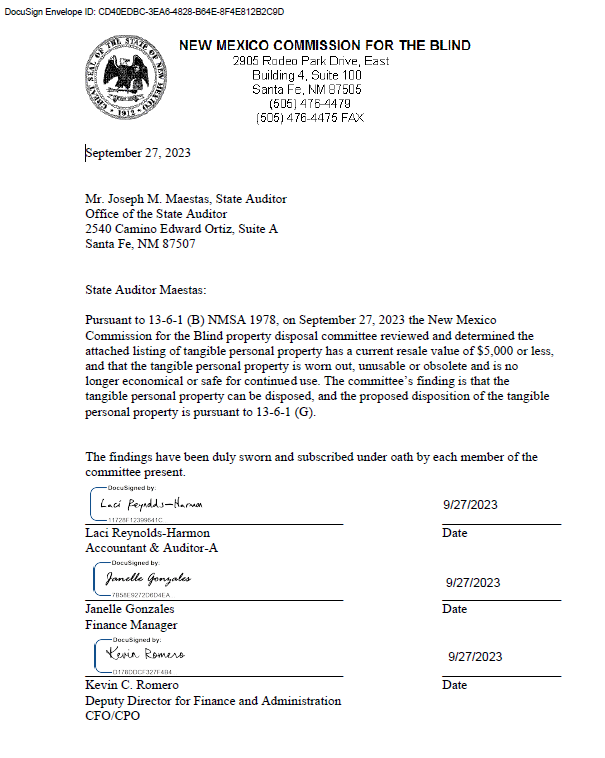 DocuSign Envelope ID: CD40EDBC-3EA6-4828-B64E-8F4E812B2C9D
GREAT SEAL OF THE STATE OF NEW MEXICO
1912
NEW MEXICO COMMISSION FOR THE BLIND
2905 Rodeo Park Drive, East
Building 4, Suite 100
Santa Fe, NM 87505
(505) 476-4479
(505) 476-4475 FAX
September 27, 2023
Mr. Joseph M. Maestas, State Auditor
Office of the State Auditor
2540 Camino Edward Ortiz, Suite A
Santa Fe, NM 87507
State Auditor Maestas:
Pursuant to 13-6-1 (B) NMSA 1978, on September 27, 2023 the New Mexico
Commission for the Blind property disposal committee reviewed and determined the
attached listing of tangible personal property has a current resale value of $5,000 or less,
and that the tangible personal property is worn out, unusable or obsolete and is no
longer economical or safe for continued use. The committee's finding is that the
tangible personal property can be disposed, and the proposed disposition of the tangible
personal property is pursuant to 13-6-1 (G).
The findings have been duly sworn and subscribed under oath by each member of the
committee present.
DocuSigned by:
Laci Reynolds-Harmon
9/27/2023
Laci Reynolds-Harmon
Date
Accountant & Auditor-A
DocuSigned by:
Janelle Gonzales
9/27/2023
Janelle Gonzales
Date
Finance Manager
DocuSigned by:
Kevin Romero
9/27/2023
Kevin C. Romero
Date
Deputy Director for Finance and Administration
CFO/CPO